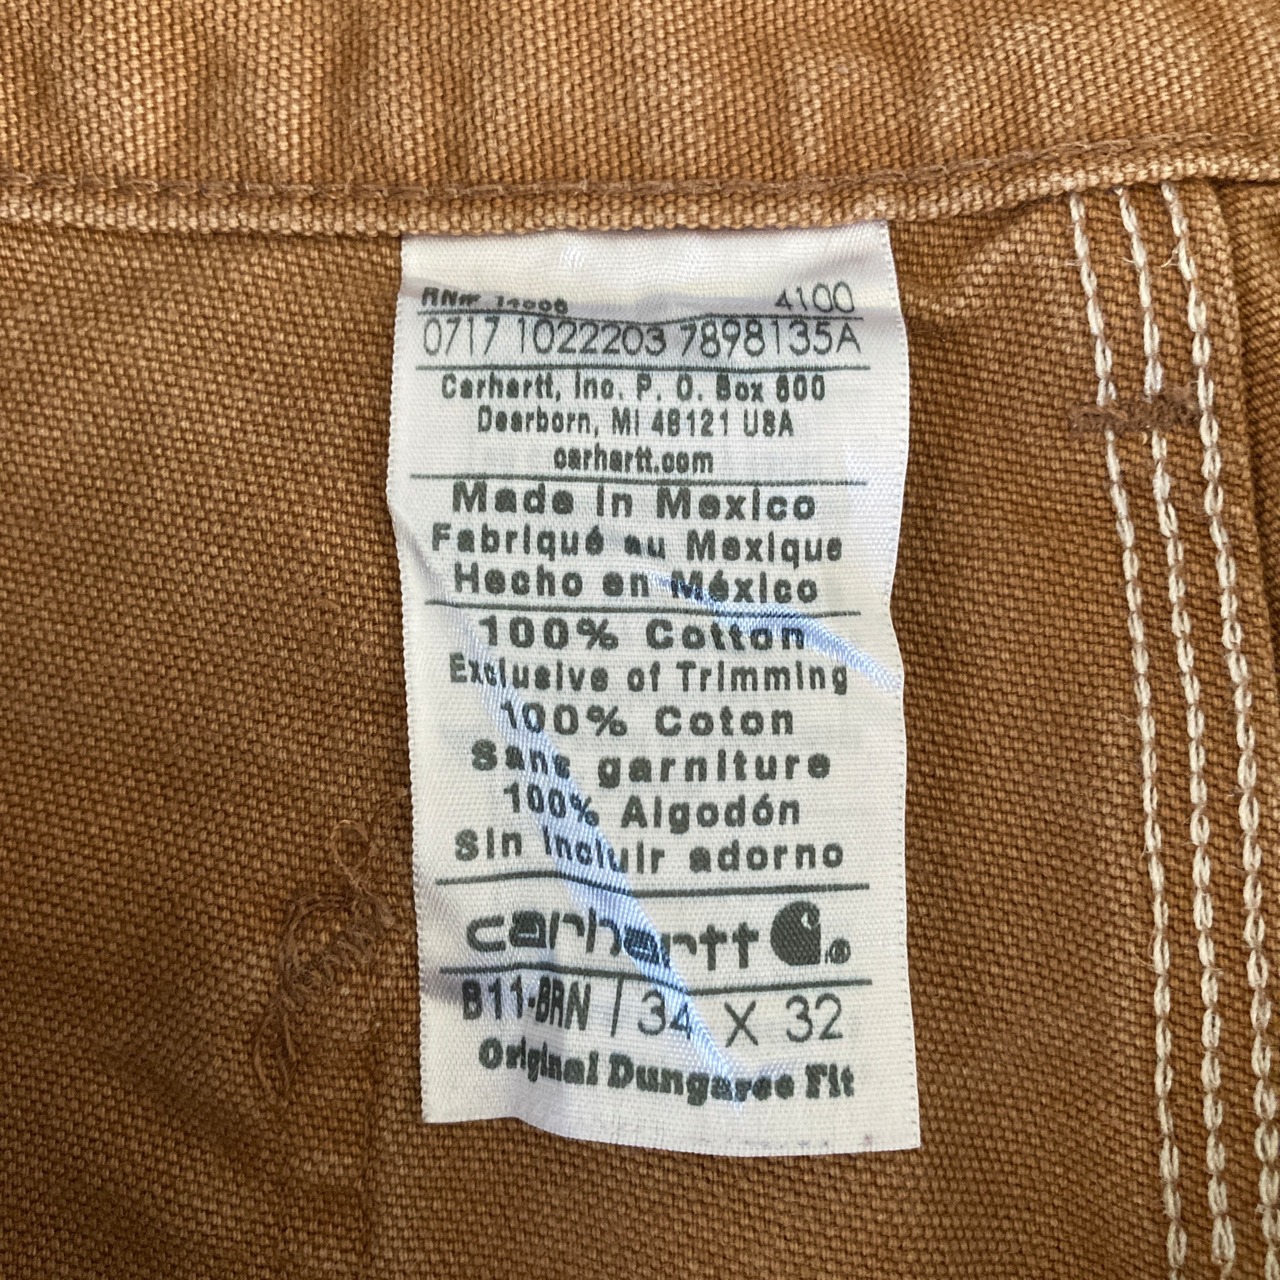 RN# 14806 4100
0717 1022203 7898135A
Carhartt, Inc. P. O. Box 600
Dearborn, MI 48121 USA
carhartt.com
Made in Mexico
Fabriqué au Mexique
Hecho en México
100% Cotton
Exclusive of Trimming
100% Coton
Sans garniture
100% Algodón
Sin incluir adorno
carhartt ®
B11-BRN / 34 X 32
Original Dungaree Fit